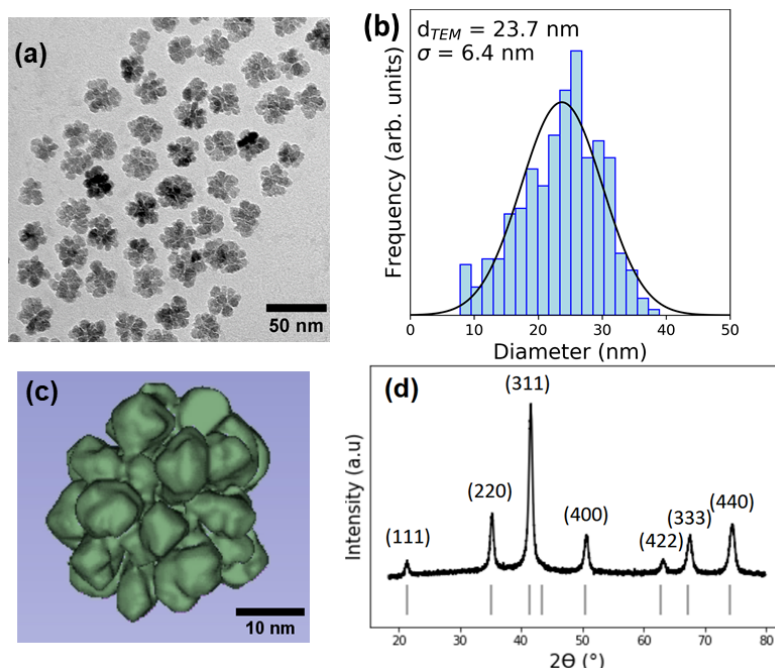 (a)
50 nm
(b)
d_TEM = 23.7 nm
σ = 6.4 nm
Frequency (arb. units)
0 10 20 30 40 50
Diameter (nm)
(c)
10 nm
(d)
(311)
(220)
(440)
(333)
(400)
(111)
(422)
Intensity (a.u)
20 30 40 50 60 70 80
2Θ (°)